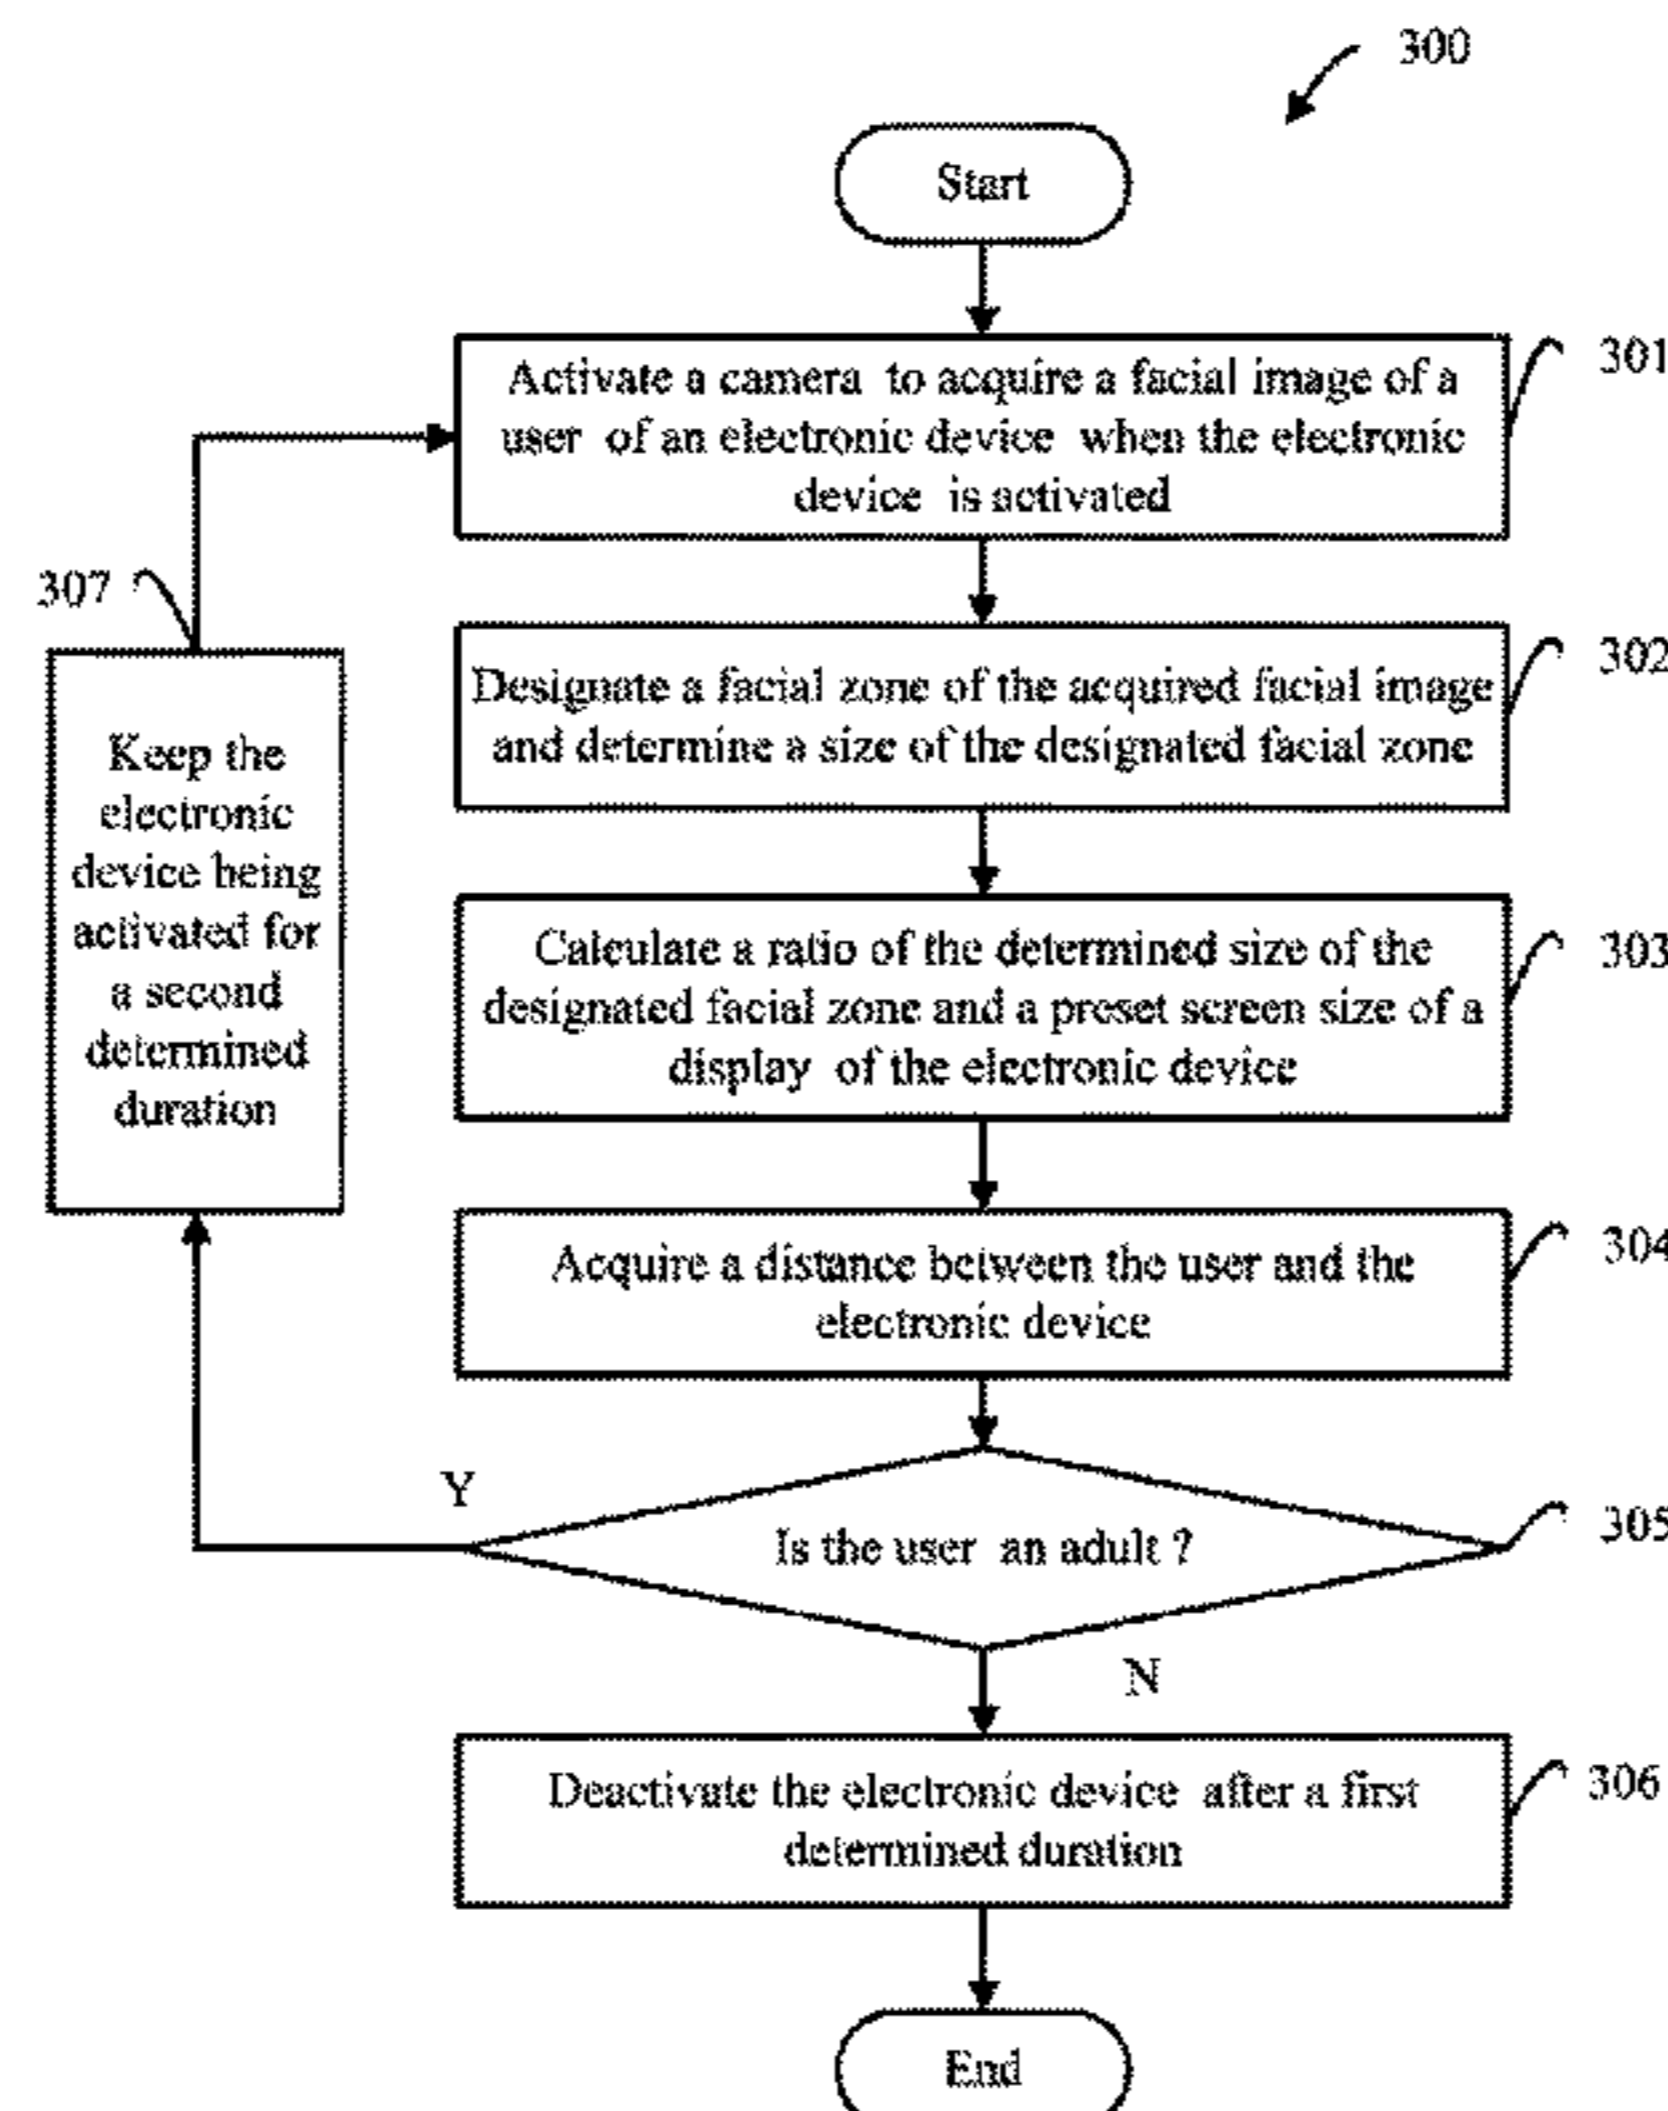 300
Start
Activate a camera to acquire a facial image of a
user of an electronic device when the electronic
device is activated
301
307
Designate a facial zone of the acquired facial image
and determine a size of the designated facial zone
302
Keep the
electronic
device being
activated for
a second
determined
duration
Calculate a ratio of the determined size of the
designated facial zone and a preset screen size of a
display of the electronic device
303
Acquire a distance between the user and the
electronic device
304
Y
Is the user an adult ?
305
N
Deactivate the electronic device after a first
determined duration
306
End